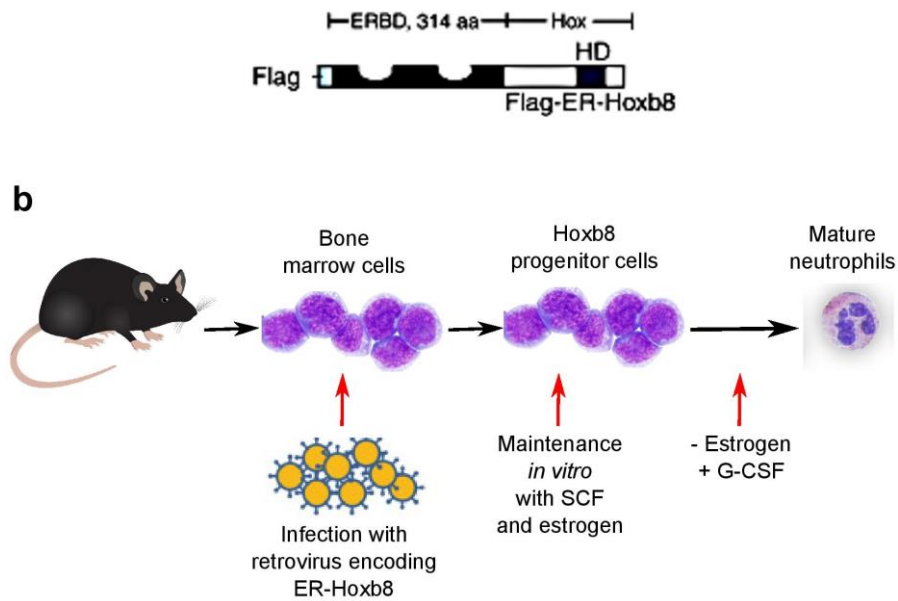 ERBD, 314 aa Hox
HD
Flag
Flag-ER-Hoxb8
b
Bone
marrow cells
Hoxb8
progenitor cells
Mature
neutrophils
Infection with
retrovirus encoding
ER-Hoxb8
Maintenance
in vitro
with SCF
and estrogen
- Estrogen
+ G-CSF